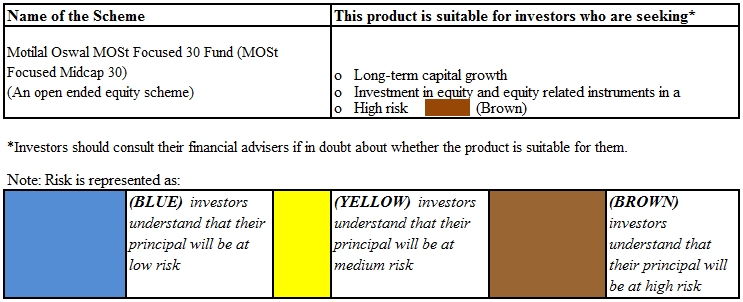 Name of the Scheme
This product is suitable for investors who are seeking*
Motilal Oswal MOSt Focused 30 Fund (MOSt
Focused Midcap 30)
(An open ended equity scheme)
o Long-term capital growth
o Investment in equity and equity related instruments in a
o High risk (Brown)
*Investors should consult their financial advisers if in doubt about whether the product is suitable for them.
Note: Risk is represented as:
(BLUE) investors
understand that their
principal will be at
low risk
(YELLOW) investors
understand that their
principal will be at
medium risk
(BROWN)
investors
understand that
their principal will
be at high risk